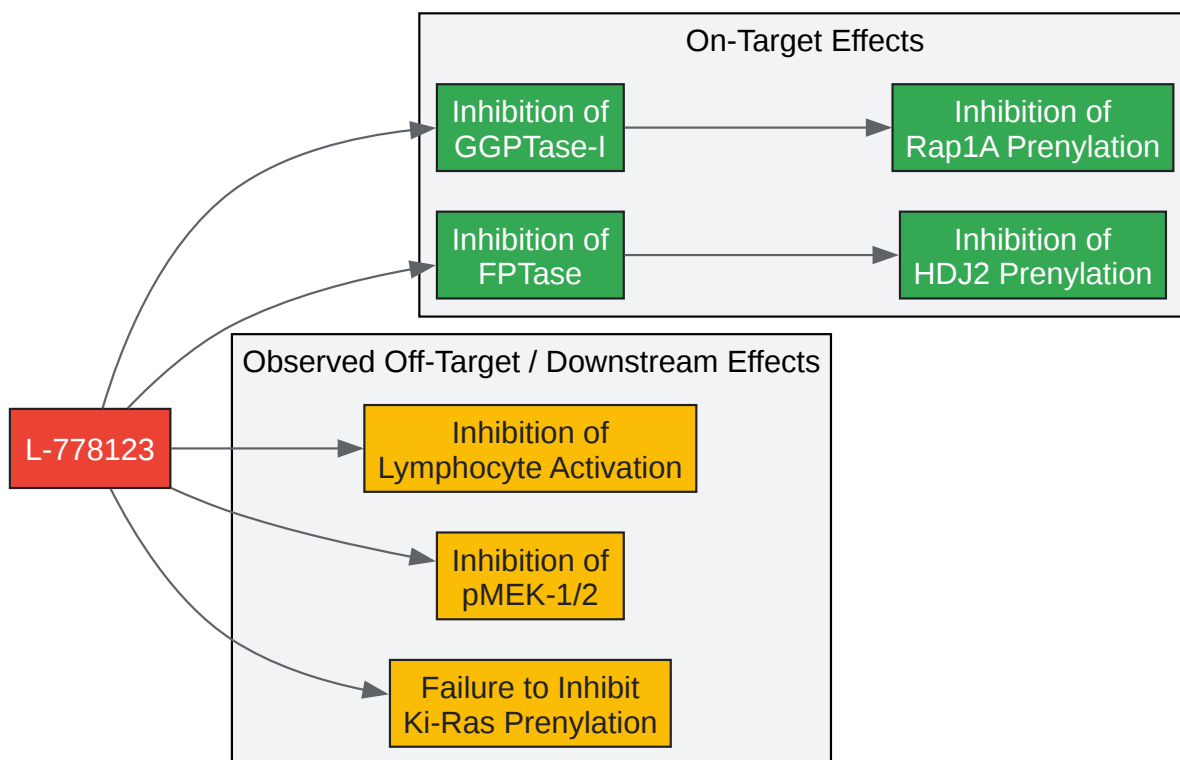 On-Target Effects
Inhibition of
GGPTase-I
Inhibition of
Rap1A Prenylation
Inhibition of
FPTase
Inhibition of
HDJ2 Prenylation
Observed Off-Target / Downstream Effects
L-778123
Inhibition of
Lymphocyte Activation
Inhibition of
pMEK-1/2
Failure to Inhibit
Ki-Ras Prenylation